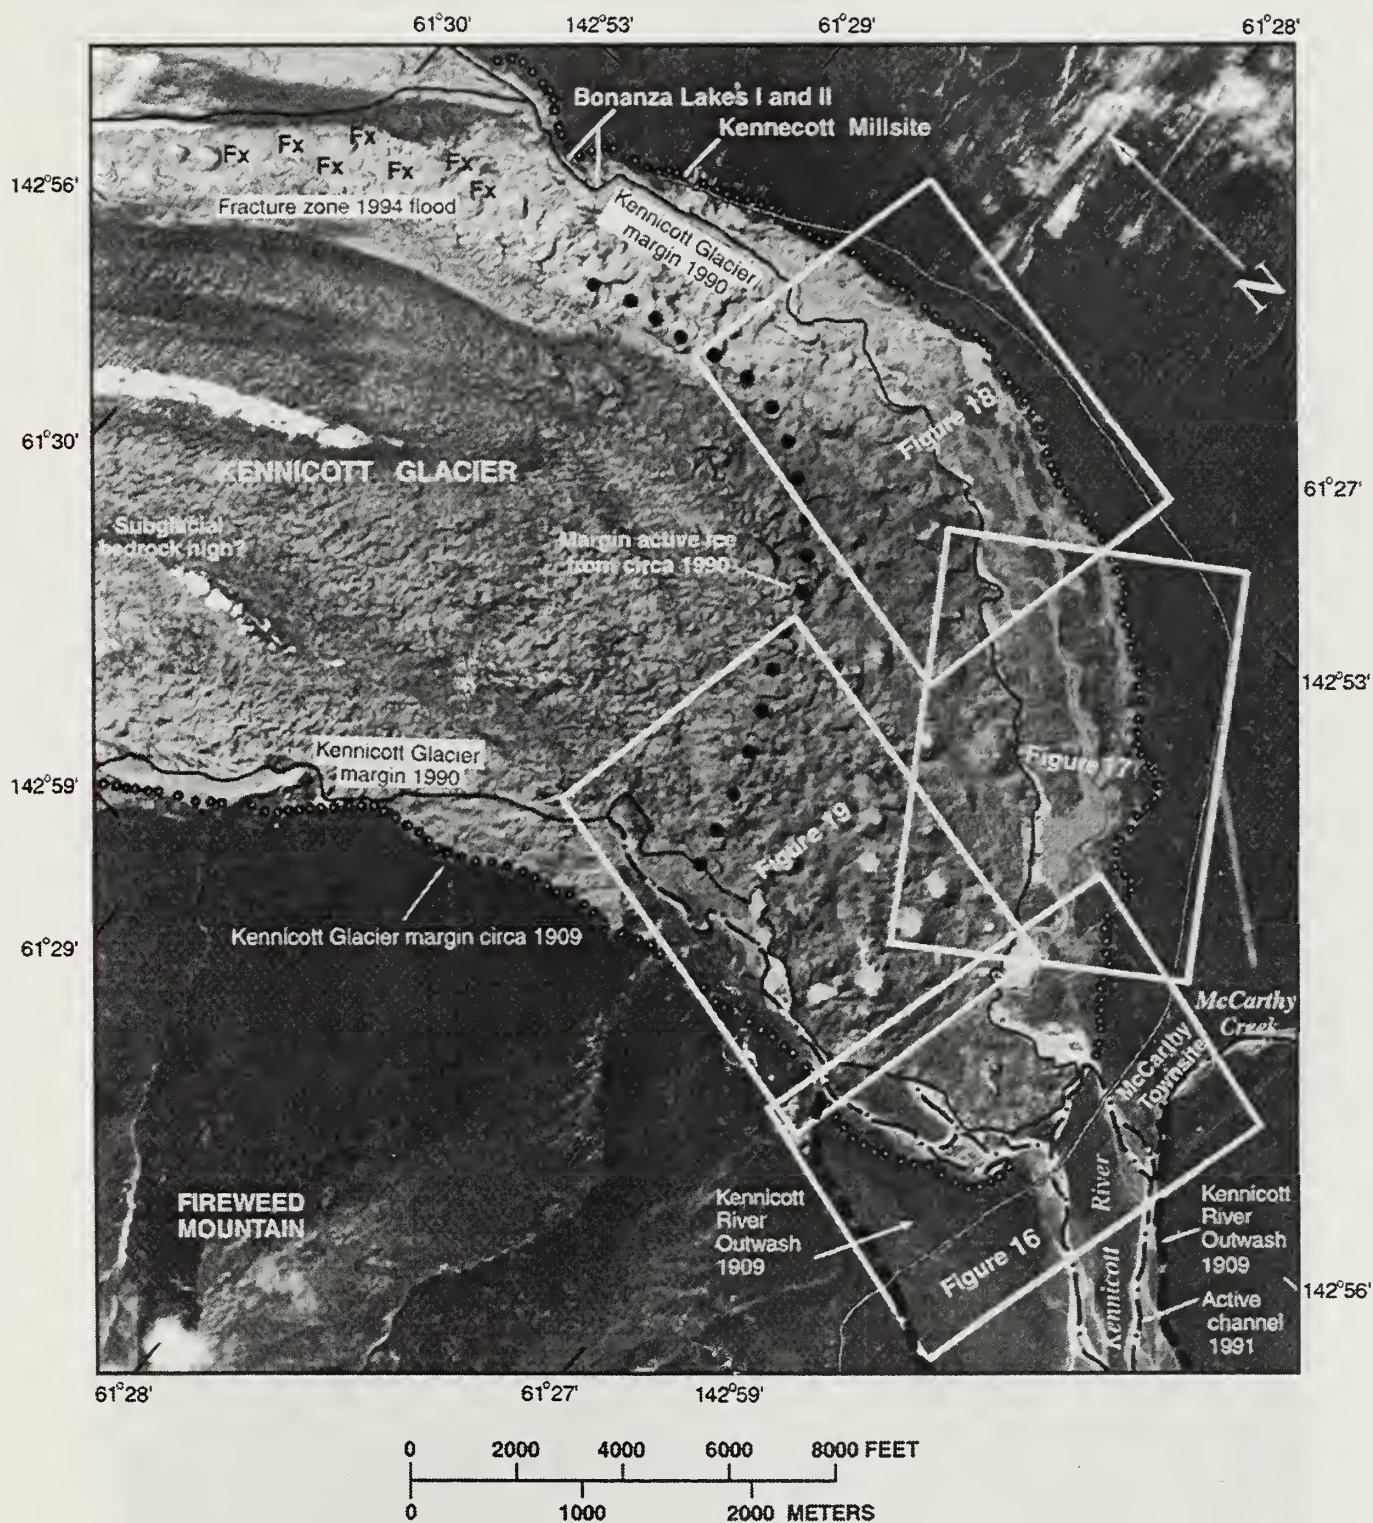 61°30' 142°53' 61°29' 61°28'
Bonanza Lakes I and II
Kennecott Millsite
Fx Fx Fx Fx Fx Fx Fx
142°56'
Fracture zone 1994 flood
Kennicott Glacier
margin 1990
N
Figure 18
61°30'
KENNICOTT GLACIER
61°27'
Subglacial
bedrock high?
Margin active ice
from circa 1990
142°53'
Kennicott Glacier
margin 1990
Figure 17
142°59'
Figure 19
Kennicott Glacier margin circa 1909
61°29'
McCarthy
Creek
McCarthy
Townsite
FIREWEED
MOUNTAIN
Kennicott
River
Outwash
1909
Kennicott River
Kennicott
River
Outwash
1909
Figure 16
142°56'
Active
channel
1991
61°28' 61°27' 142°59'
0 2000 4000 6000 8000 FEET
0 1000 2000 METERS